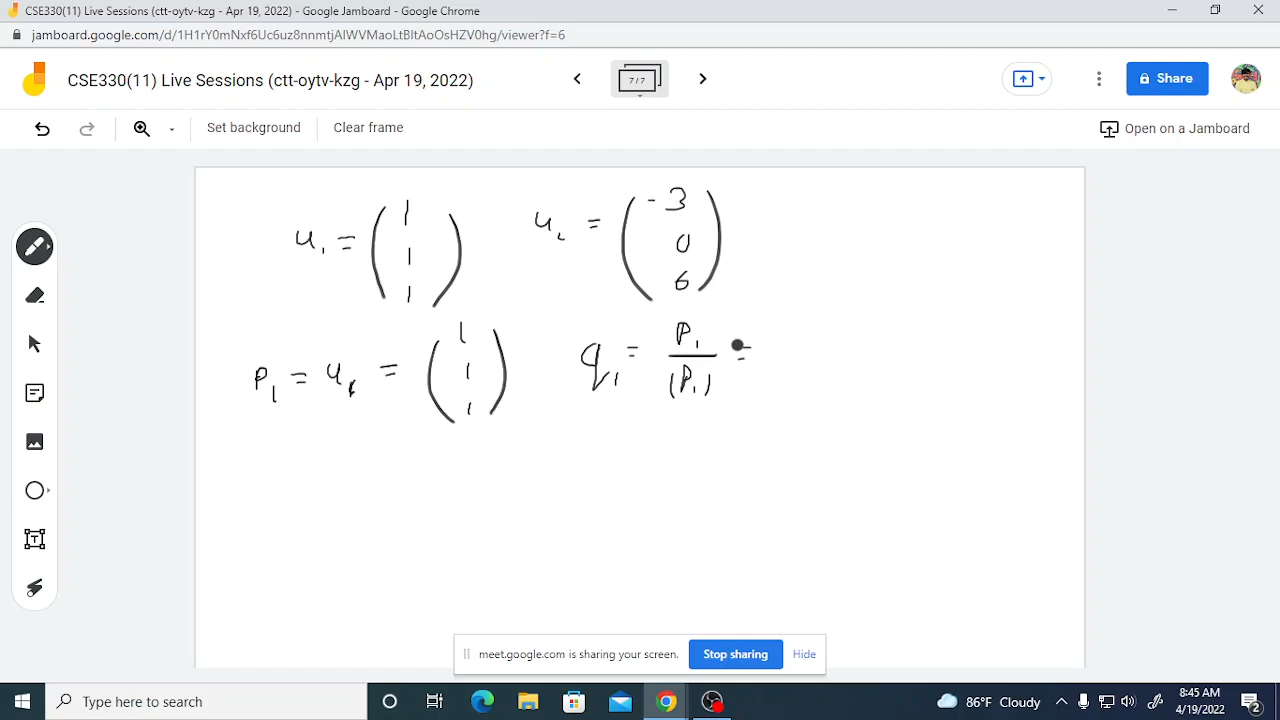 CSE330(11) Live Sessions (ctt-oytv-kzg - Apr 19, 2022) - Google Jamboard - Google Chrome
jamboard.google.com/d/1H1rY0mNxf6Uc6uz8nnmtjAIWVMaoLtBltAoOsHZV0hg/viewer?f=6
CSE330(11) Live Sessions (ctt-oytv-kzg - Apr 19, 2022)
7 / 7
Share
Set background
Clear frame
Open on a Jamboard
u₁ = (1 1 1) u₂ = (-3 0 6)
P₁ = u₁ = (1 1 1) q₁ = P₁ / |P₁| =
meet.google.com is sharing your screen.
Stop sharing
Hide
Type here to search
86°F Cloudy
8:45 AM
4/19/2022
2